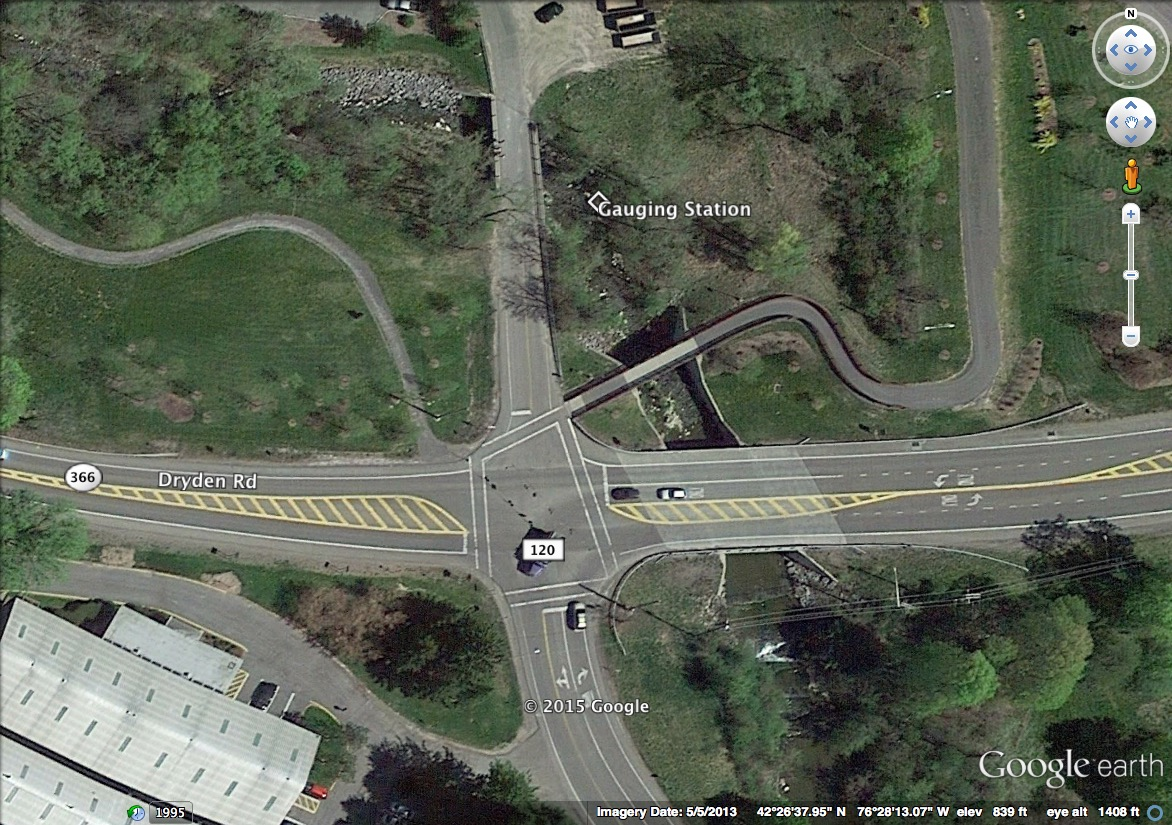 N
Gauging Station
366
Dryden Rd
120
© 2015 Google
Google earth
1995
Imagery Date: 5/5/2013 42°26'37.95" N 76°28'13.07" W elev 839 ft eye alt 1408 ft